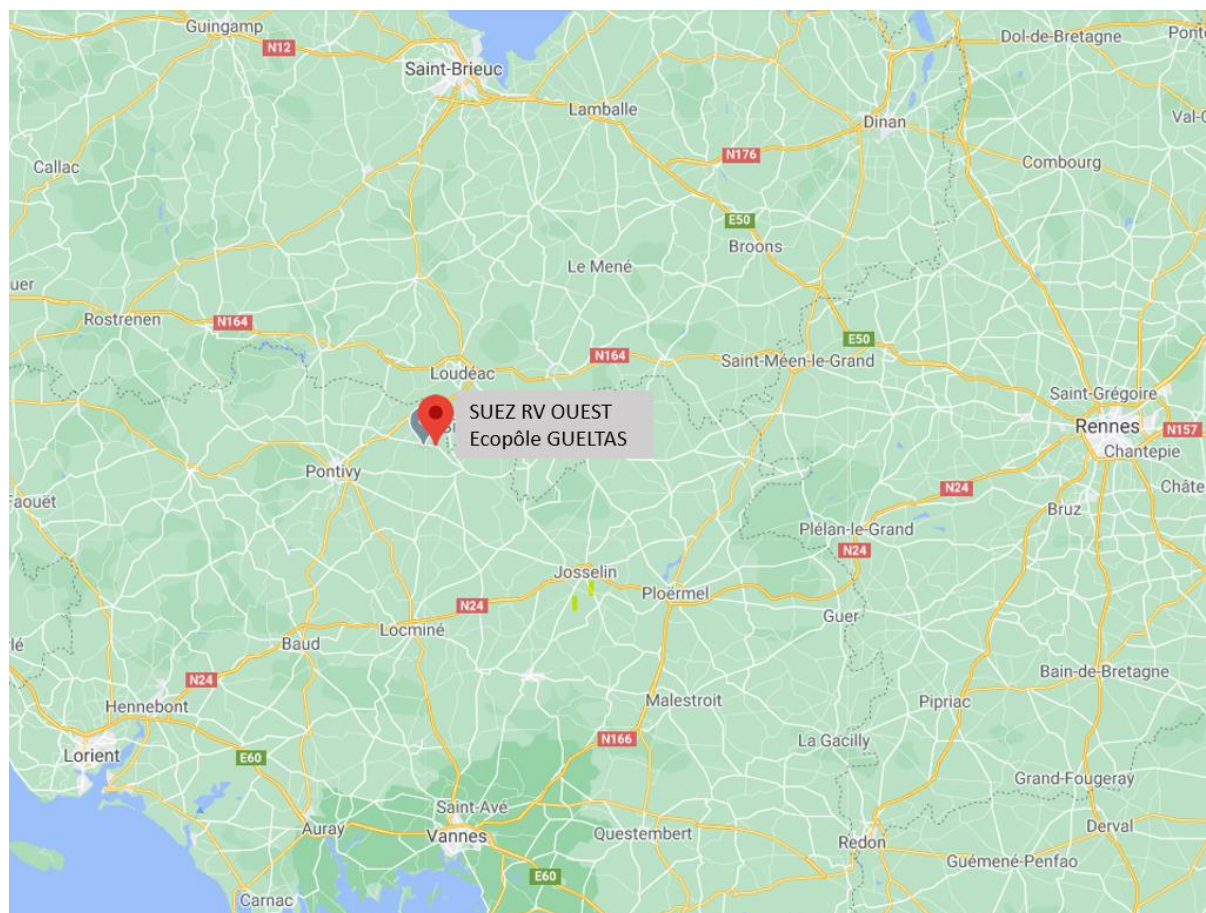 Guingamp
N12
Dol-de-Bretagne
Saint-Brieuc
Lamballe
Dinan
Callac
N176
Combourg
E50
Broons
Le Mené
Rostrenen
N164
E50
N164
Saint-Méen-le-Grand
Loudéac
Saint-Grégoire
SUEZ RV OUEST
Ecopôle GUELTAS
Rennes
N157
Chantepie
Pontivy
N24
Bruz
Plélan-le-Grand
N24
Josselin
Ploërmel
N24
Guer
Locminé
Baud
Bain-de-Bretagne
N24
Malestroit
Pipriac
Hennebont
N166
La Gacilly
Lorient
E60
Grand-Fougeray
Saint-Avé
Auray
Vannes
Questembert
Derval
Redon
Guémené-Penfao
E60
Carnac